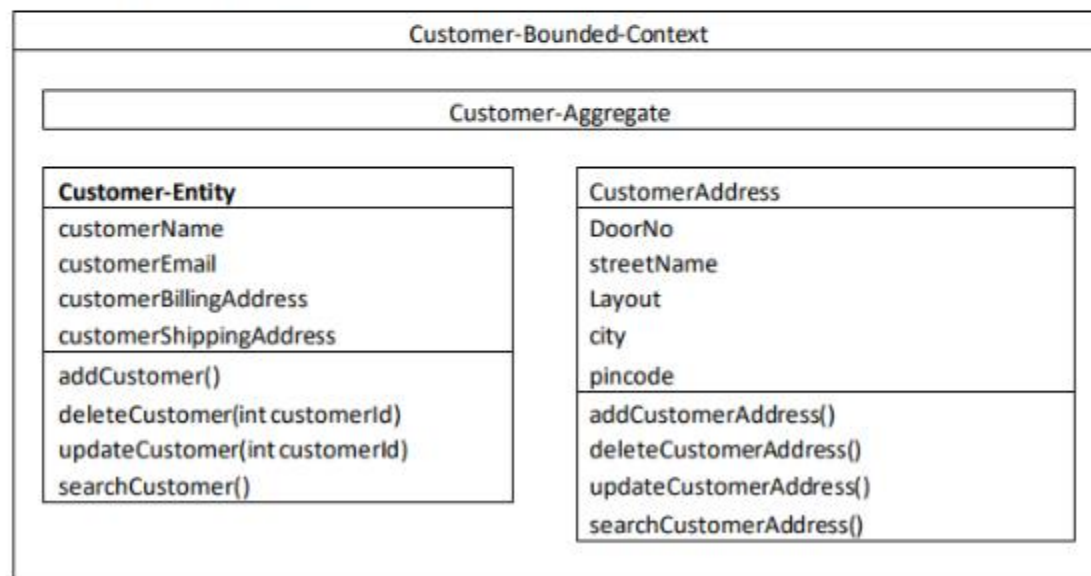 Customer-Bounded-Context
Customer-Aggregate
Customer-Entity
customerName
customerEmail
customerBillingAddress
customerShippingAddress
addCustomer()
deleteCustomer(int customerId)
updateCustomer(int customerId)
searchCustomer()
CustomerAddress
DoorNo
streetName
Layout
city
pincode
addCustomerAddress()
deleteCustomerAddress()
updateCustomerAddress()
searchCustomerAddress()